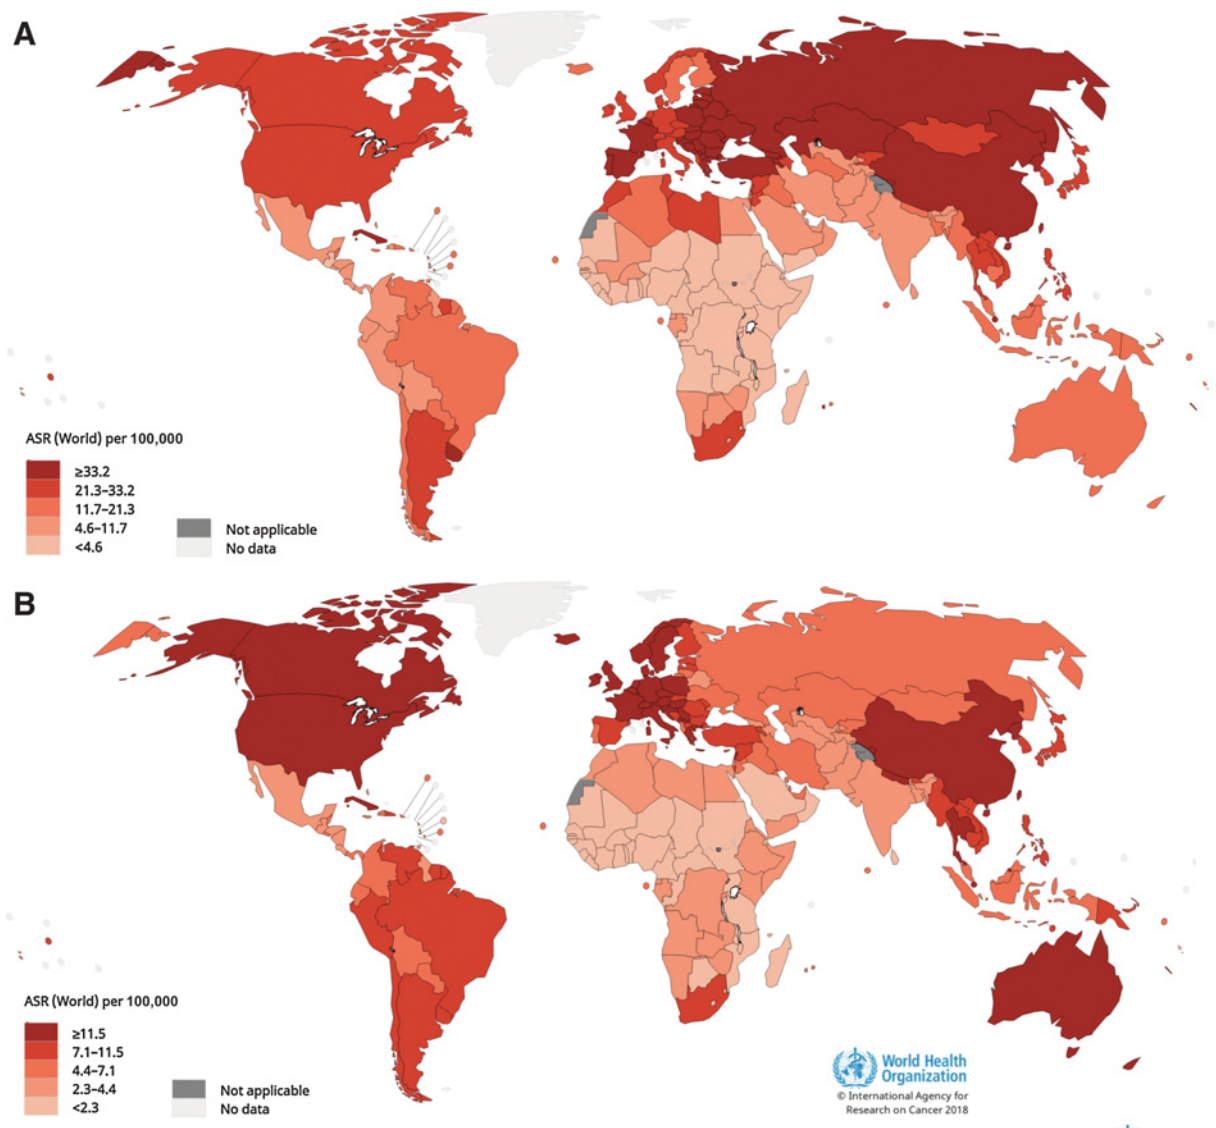 A
ASR (World) per 100,000
≥33.2
21.3–33.2
11.7–21.3
4.6–11.7
<4.6
Not applicable
No data
B
ASR (World) per 100,000
≥11.5
7.1–11.5
4.4–7.1
2.3–4.4
<2.3
Not applicable
No data
World Health
Organization
© International Agency for
Research on Cancer 2018